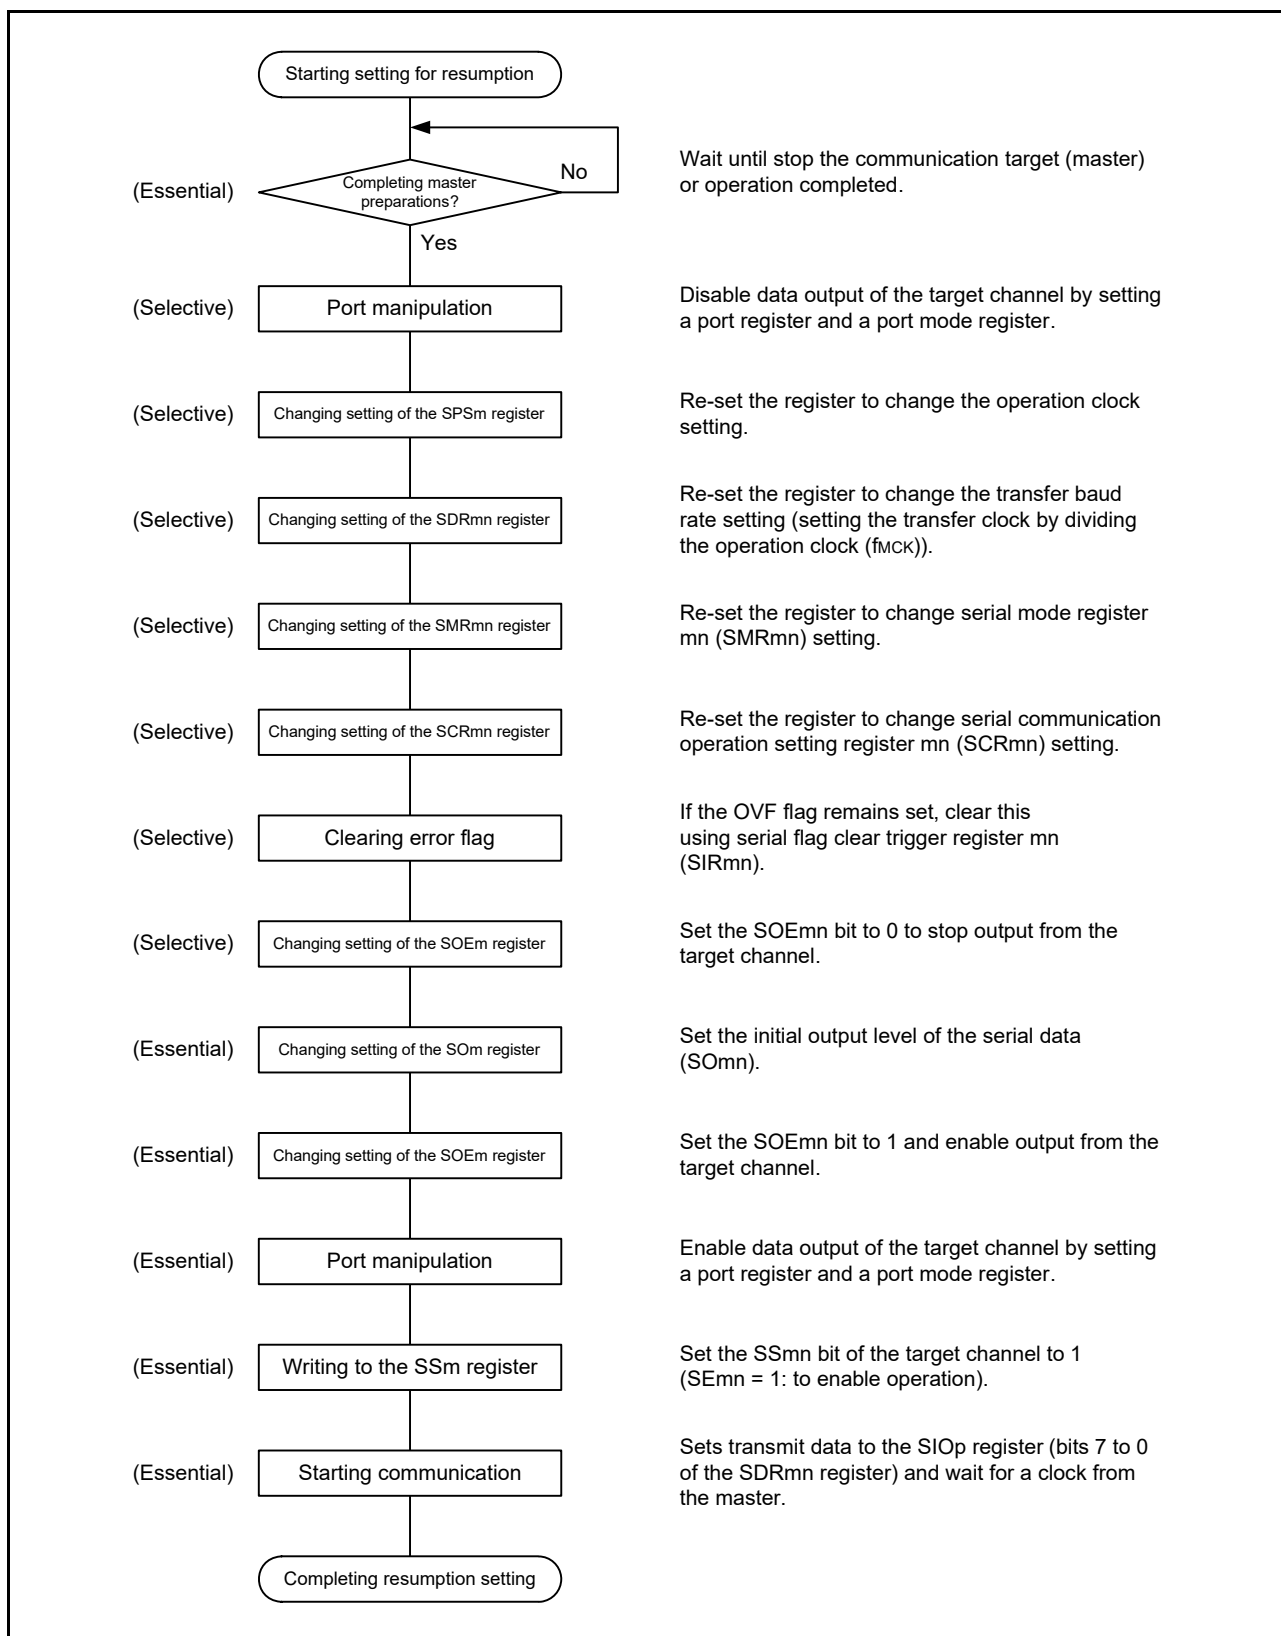 Starting setting for resumption
(Essential)
Completing master
preparations?
No
Wait until stop the communication target (master)
or operation completed.
Yes
(Selective)
Port manipulation
Disable data output of the target channel by setting
a port register and a port mode register.
(Selective)
Changing setting of the SPSm register
Re-set the register to change the operation clock
setting.
(Selective)
Changing setting of the SDRmn register
Re-set the register to change the transfer baud
rate setting (setting the transfer clock by dividing
the operation clock (fMCK)).
(Selective)
Changing setting of the SMRmn register
Re-set the register to change serial mode register
mn (SMRmn) setting.
(Selective)
Changing setting of the SCRmn register
Re-set the register to change serial communication
operation setting register mn (SCRmn) setting.
(Selective)
Clearing error flag
If the OVF flag remains set, clear this
using serial flag clear trigger register mn
(SIRmn).
(Selective)
Changing setting of the SOEm register
Set the SOEmn bit to 0 to stop output from the
target channel.
(Essential)
Changing setting of the SOm register
Set the initial output level of the serial data
(SOmn).
(Essential)
Changing setting of the SOEm register
Set the SOEmn bit to 1 and enable output from the
target channel.
(Essential)
Port manipulation
Enable data output of the target channel by setting
a port register and a port mode register.
(Essential)
Writing to the SSm register
Set the SSmn bit of the target channel to 1
(SEmn = 1: to enable operation).
(Essential)
Starting communication
Sets transmit data to the SIOp register (bits 7 to 0
of the SDRmn register) and wait for a clock from
the master.
Completing resumption setting